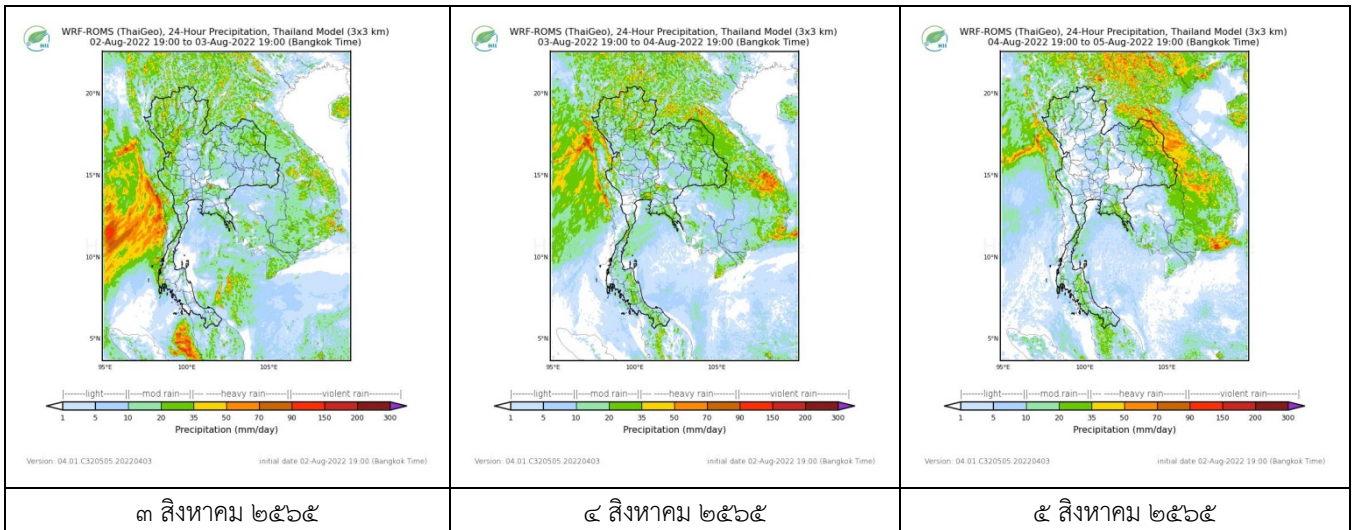 HII
WRF-ROMS (ThaiGeo), 24-Hour Precipitation, Thailand Model (3x3 km)
02-Aug-2022 19:00 to 03-Aug-2022 19:00 (Bangkok Time)
20°N
15°N
10°N
5°N
95°E 100°E 105°E
|-------light------||---mod.rain---||--- ---heavy rain---||-------violent rain-------|
1 5 10 20 35 50 70 90 150 200 300
Precipitation (mm/day)
Version: 04.01.C320505.20220403 initial date 02-Aug-2022 19:00 (Bangkok Time)
๓ สิงหาคม ๒๕๖๕
HII
WRF-ROMS (ThaiGeo), 24-Hour Precipitation, Thailand Model (3x3 km)
03-Aug-2022 19:00 to 04-Aug-2022 19:00 (Bangkok Time)
20°N
15°N
10°N
5°N
95°E 100°E 105°E
|-------light------||---mod.rain---||--- ---heavy rain---||-------violent rain-------|
1 5 10 20 35 50 70 90 150 200 300
Precipitation (mm/day)
Version: 04.01.C320505.20220403 initial date 02-Aug-2022 19:00 (Bangkok Time)
๔ สิงหาคม ๒๕๖๕
HII
WRF-ROMS (ThaiGeo), 24-Hour Precipitation, Thailand Model (3x3 km)
04-Aug-2022 19:00 to 05-Aug-2022 19:00 (Bangkok Time)
20°N
15°N
10°N
5°N
95°E 100°E 105°E
|-------light------||---mod.rain---||--- ---heavy rain---||-------violent rain-------|
1 5 10 20 35 50 70 90 150 200 300
Precipitation (mm/day)
Version: 04.01.C320505.20220403 initial date 02-Aug-2022 19:00 (Bangkok Time)
๕ สิงหาคม ๒๕๖๕